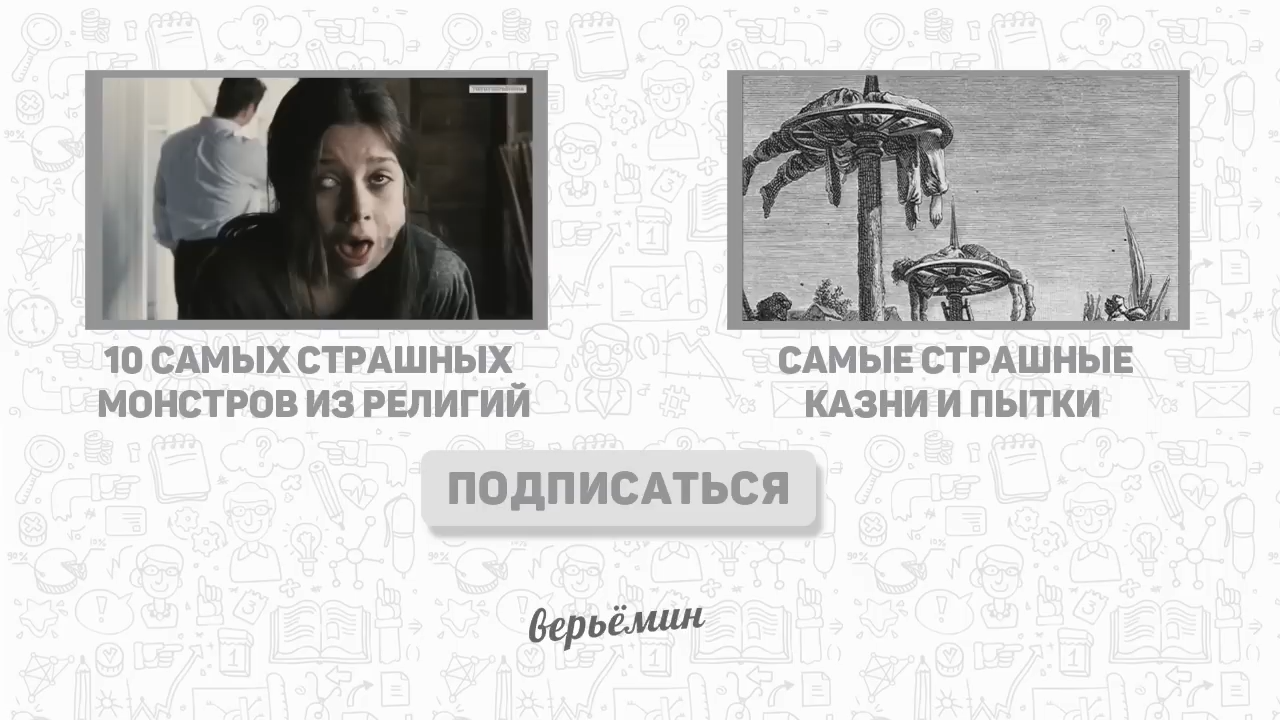 10 САМЫХ СТРАШНЫХ
МОНСТРОВ ИЗ РЕЛИГИЙ
САМЫЕ СТРАШНЫЕ
КАЗНИ И ПЫТКИ
ПОДПИСАТЬСЯ
верьёмин